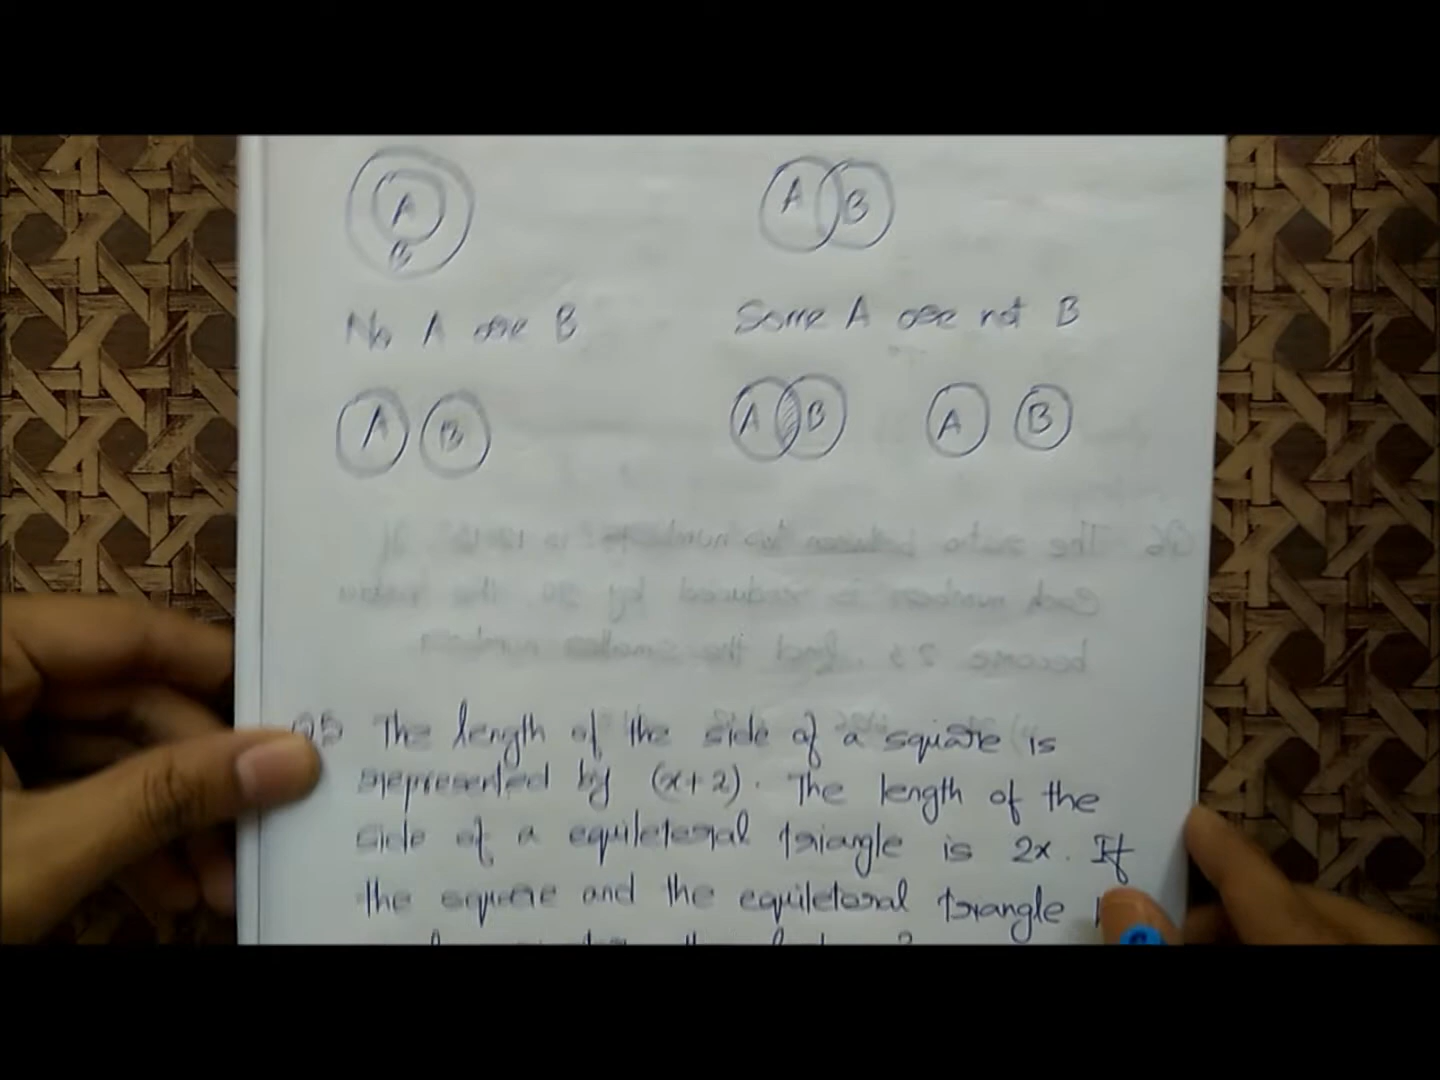 A
B
A B
No A are B
Some A are not B
A B
A B A B
Q5 The length of the side of a square is
represented by (x+2). The length of the
side of a equileteral triangle is 2x. If
the square and the equileteral triangle